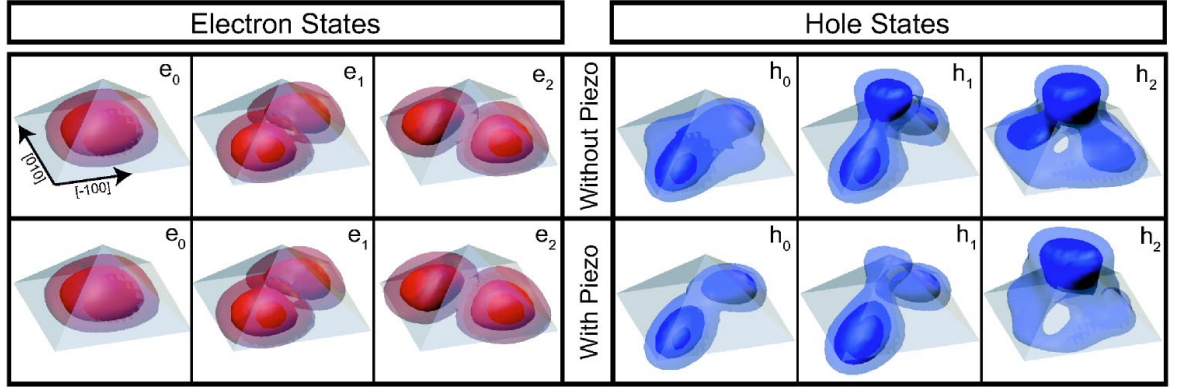 Electron States
Hole States
e0
e1
e2
Without Piezo
h0
h1
h2
[010]
[-100]
e0
e1
e2
With Piezo
h0
h1
h2